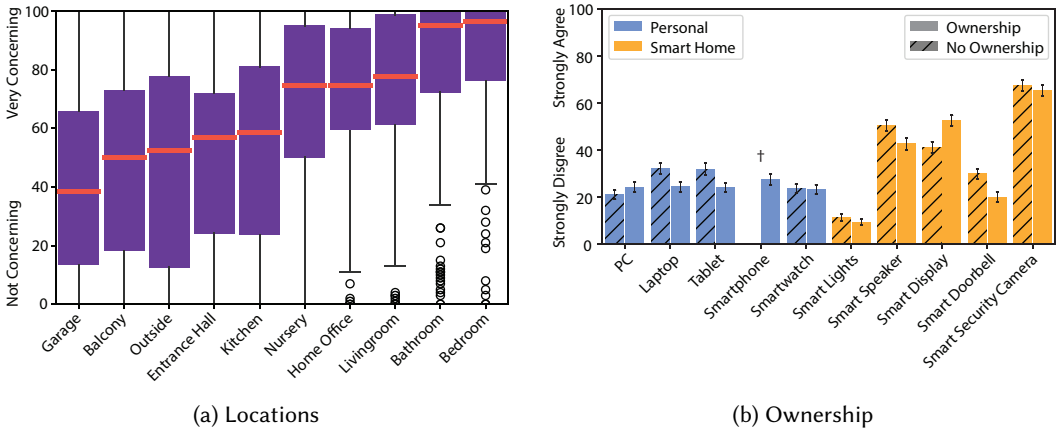 Very Concerning
Not Concerning
100
80
60
40
20
0
Garage
Balcony
Outside
Entrance Hall
Kitchen
Nursery
Home Office
Livingroom
Bathroom
Bedroom
(a) Locations
Strongly Agree
Strongly Disgree
100
80
60
40
20
0
Personal
Smart Home
Ownership
No Ownership
†
PC
Laptop
Tablet
Smartphone
Smartwatch
Smart Lights
Smart Speaker
Smart Display
Smart Doorbell
Smart Security Camera
(b) Ownership